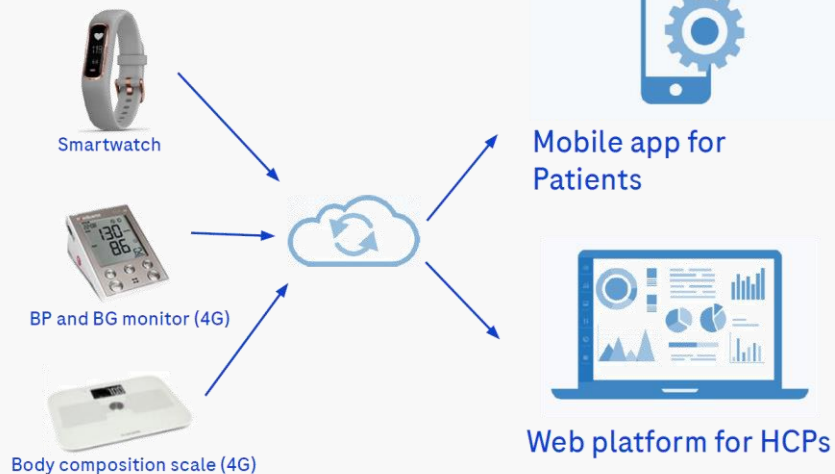 Smartwatch
130
86
BP and BG monitor (4G)
Body composition scale (4G)
Mobile app for
Patients
Web platform for HCPs